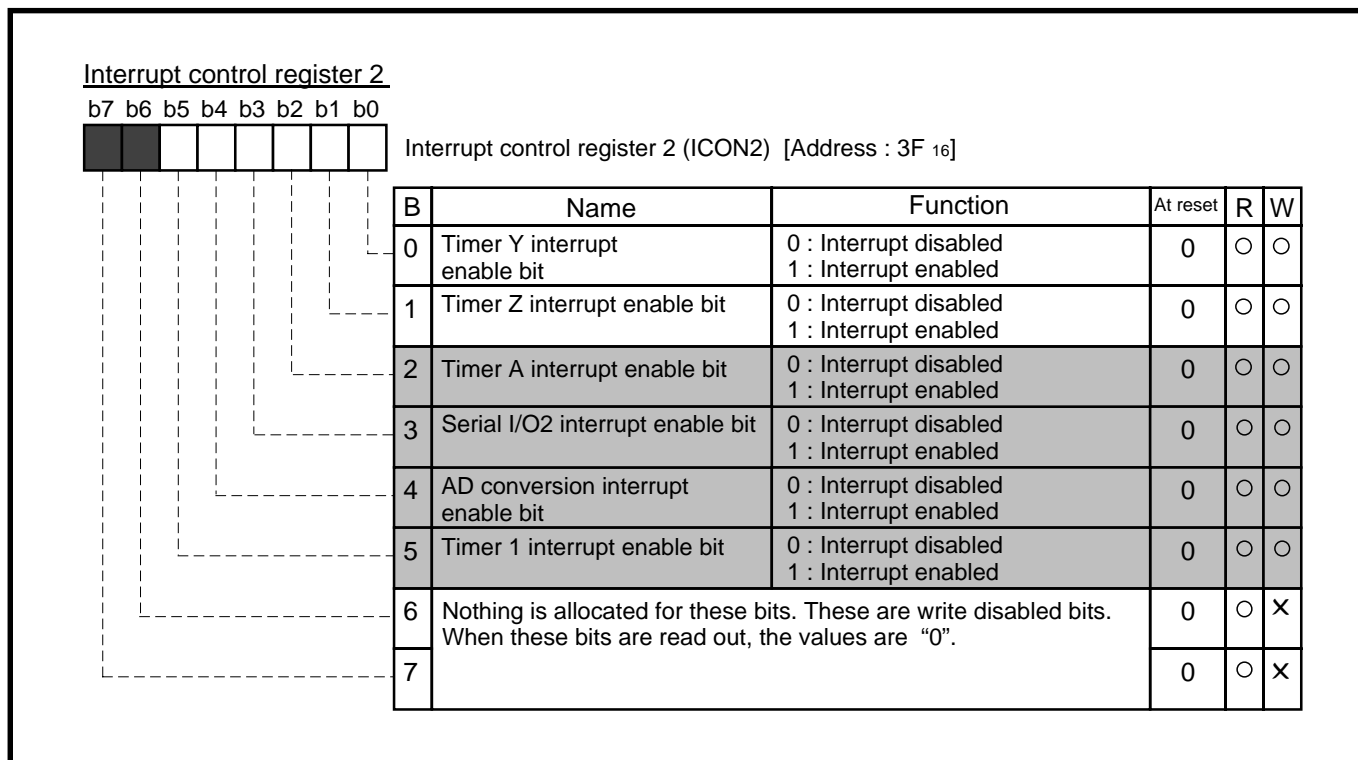 Interrupt control register 2
b7 b6 b5 b4 b3 b2 b1 b0
Interrupt control register 2 (ICON2) [Address : 3F 16]
B Name Function At reset R W
0 Timer Y interrupt enable bit 0 : Interrupt disabled 0 ○ ○
1 : Interrupt enabled
1 Timer Z interrupt enable bit 0 : Interrupt disabled 0 ○ ○
1 : Interrupt enabled
2 Timer A interrupt enable bit 0 : Interrupt disabled 0 ○ ○
1 : Interrupt enabled
3 Serial I/O2 interrupt enable bit 0 : Interrupt disabled 0 ○ ○
1 : Interrupt enabled
4 AD conversion interrupt enable bit 0 : Interrupt disabled 0 ○ ○
1 : Interrupt enabled
5 Timer 1 interrupt enable bit 0 : Interrupt disabled 0 ○ ○
1 : Interrupt enabled
6 Nothing is allocated for these bits. These are write disabled bits. 0 ○ ×
When these bits are read out, the values are “0”.
7 0 ○ ×